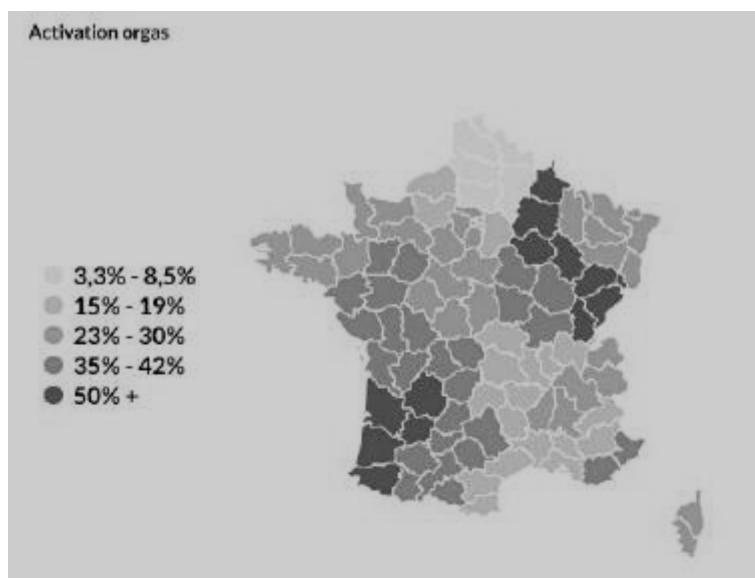 Activation orgas
3,3% - 8,5%
15% - 19%
23% - 30%
35% - 42%
50% +